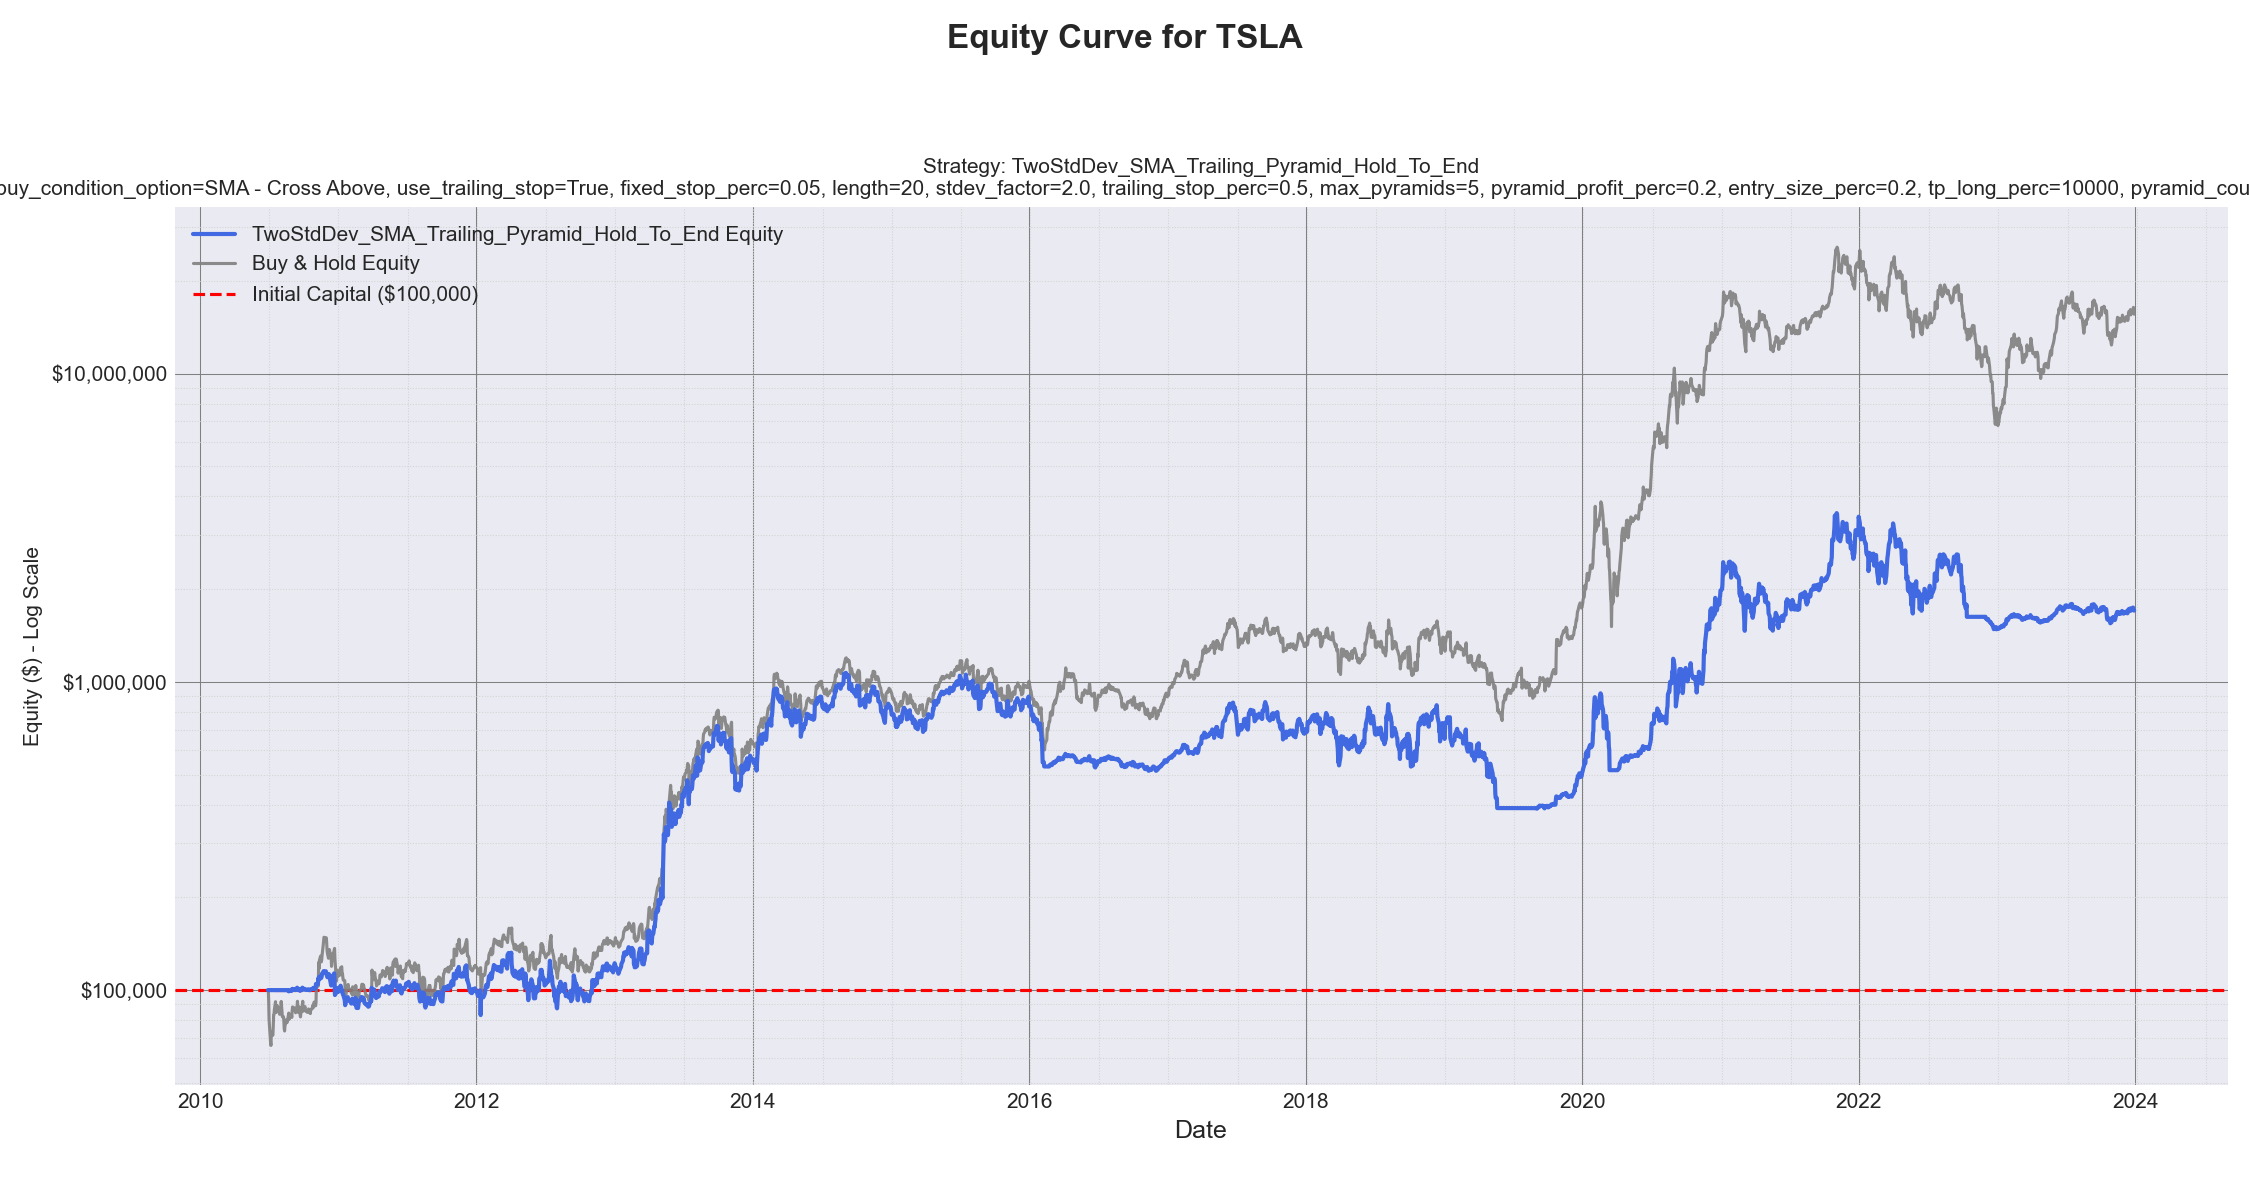 Equity Curve for TSLA
Strategy: TwoStdDev_SMA_Trailing_Pyramid_Hold_To_End
buy_condition_option=SMA - Cross Above, use_trailing_stop=True, fixed_stop_perc=0.05, length=20, stdev_factor=2.0, trailing_stop_perc=0.5, max_pyramids=5, pyramid_profit_perc=0.2, entry_size_perc=0.2, tp_long_perc=10000, pyramid_cou
TwoStdDev_SMA_Trailing_Pyramid_Hold_To_End Equity
Buy & Hold Equity
Initial Capital ($100,000)
Equity ($) - Log Scale
$10,000,000
$1,000,000
$100,000
2010 2012 2014 2016 2018 2020 2022 2024
Date